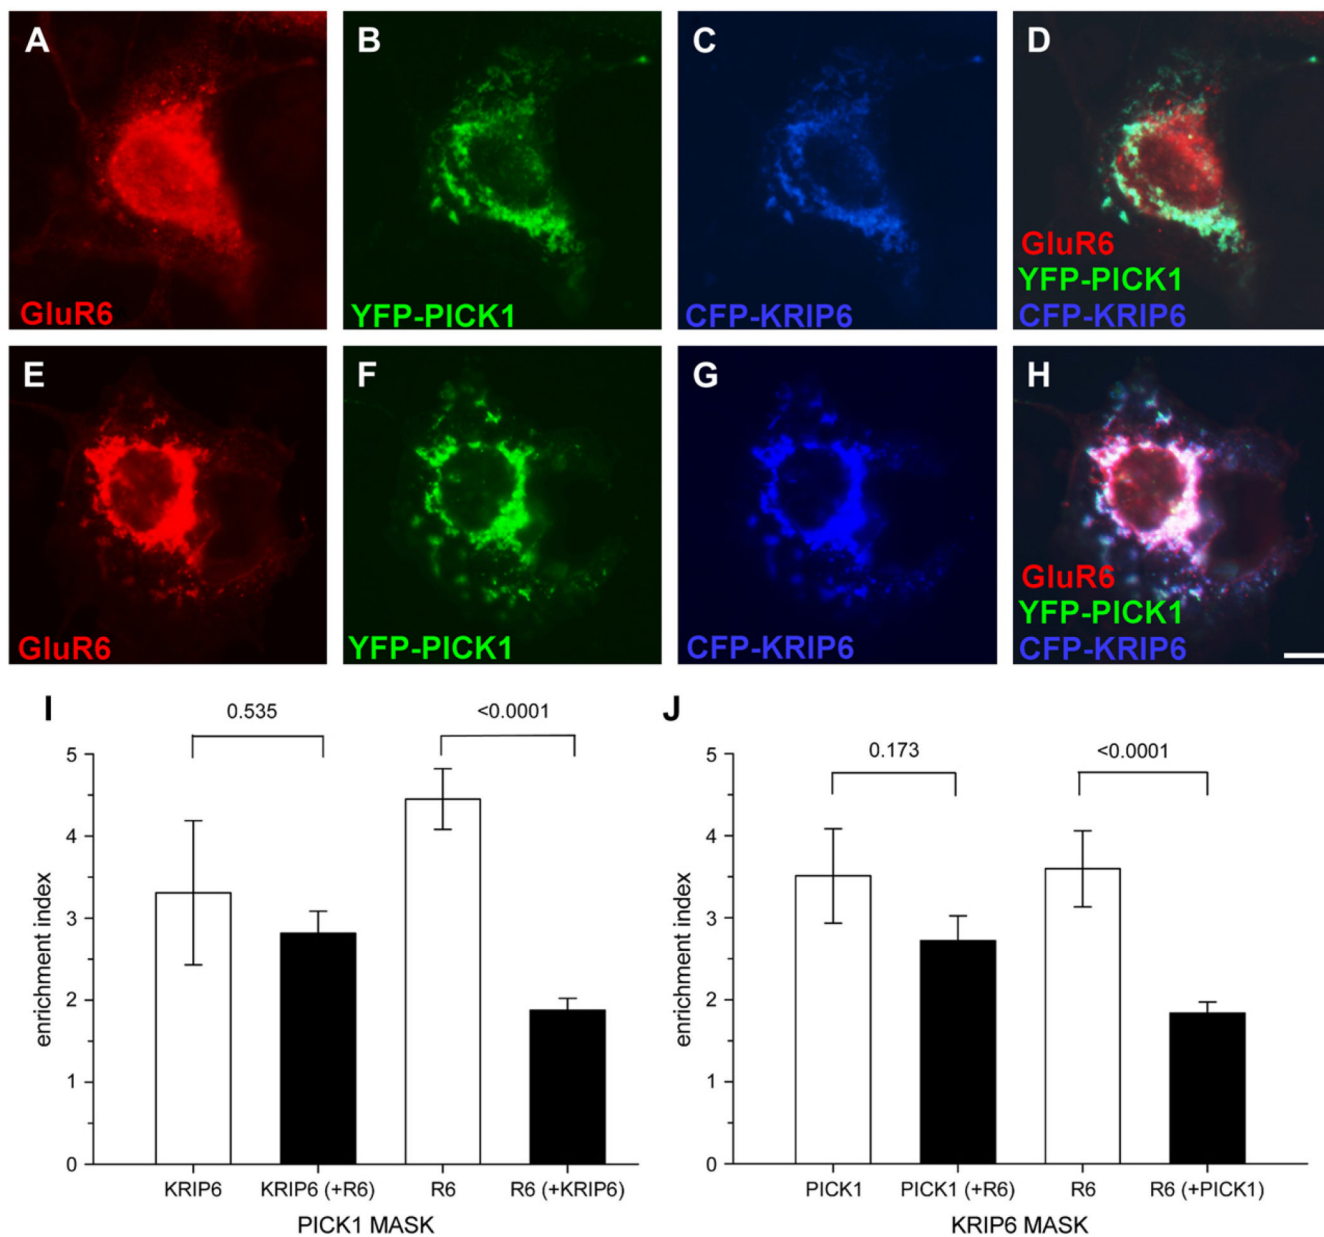 A
B
C
D
GluR6
YFP-PICK1
CFP-KRIP6
GluR6
YFP-PICK1
CFP-KRIP6
E
F
G
H
GluR6
YFP-PICK1
CFP-KRIP6
GluR6
YFP-PICK1
CFP-KRIP6
I
0.535
<0.0001
5
4
3
2
1
0
enrichment index
KRIP6
KRIP6 (+R6)
R6
R6 (+KRIP6)
PICK1 MASK
J
0.173
<0.0001
5
4
3
2
1
0
enrichment index
PICK1
PICK1 (+R6)
R6
R6 (+PICK1)
KRIP6 MASK